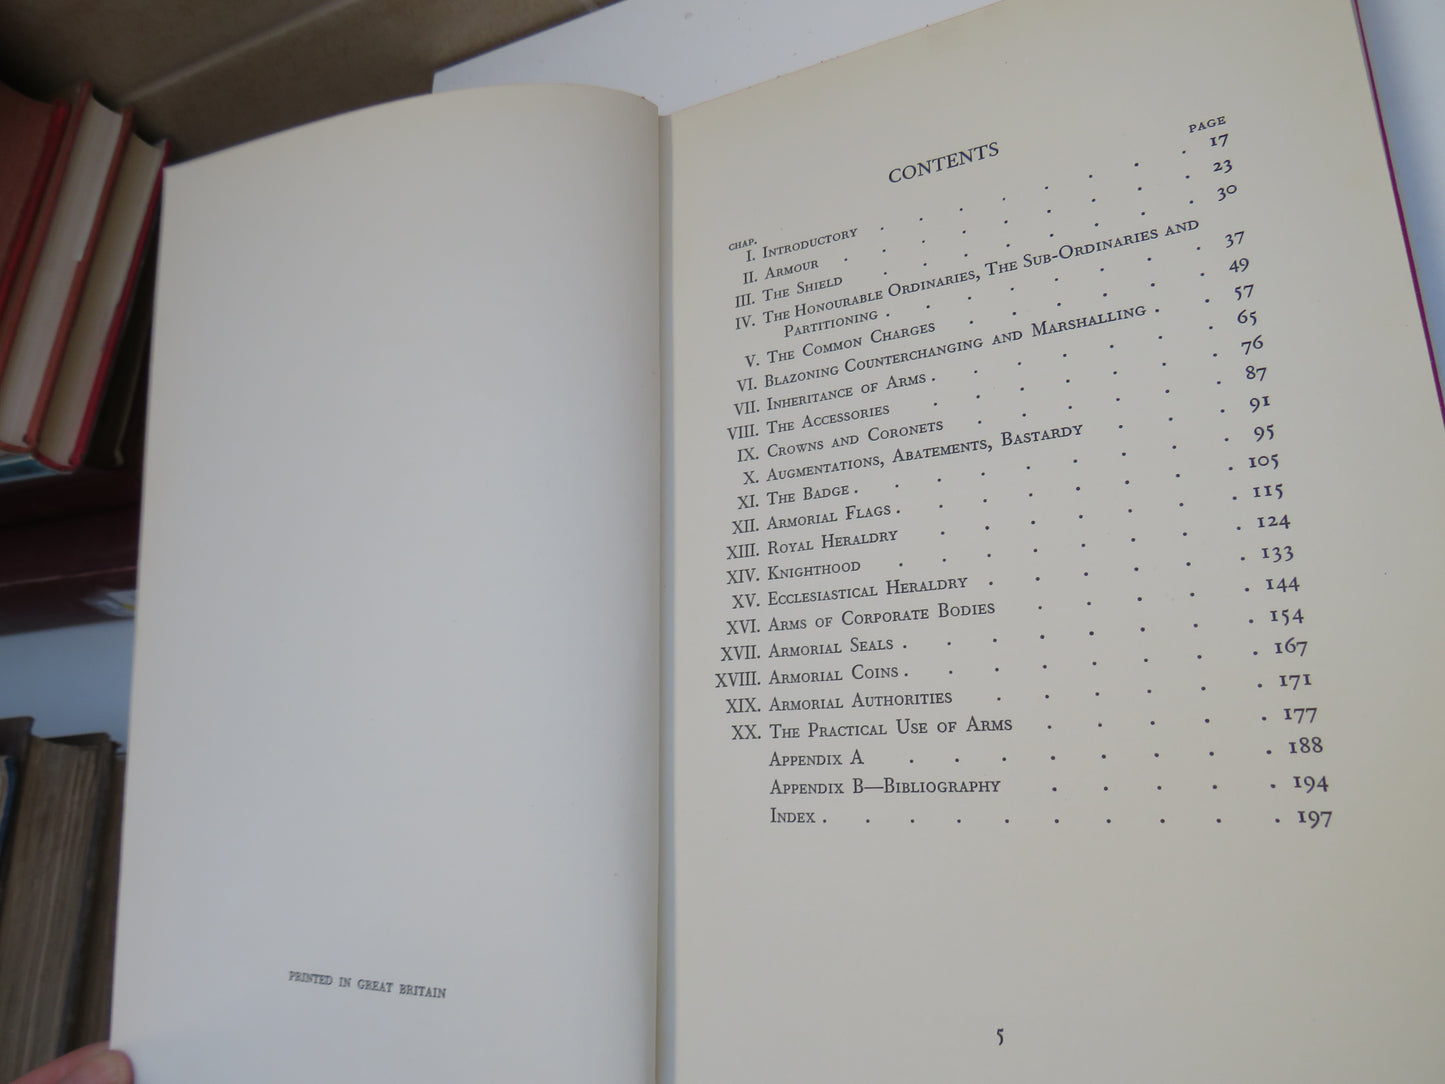 PRINTED IN GREAT BRITAIN
CONTENTS
CHAP. PAGE
I. INTRODUCTORY . . . . . . . . 17
II. ARMOUR . . . . . . . . . 23
III. THE SHIELD . . . . . . . . 30
IV. THE HONOURABLE ORDINARIES, THE SUB-ORDINARIES AND
PARTITIONING . . . . . . . . 37
V. THE COMMON CHARGES . . . . . . 49
VI. BLAZONING COUNTERCHANGING AND MARSHALLING . . 57
VII. INHERITANCE OF ARMS . . . . . . . 65
VIII. THE ACCESSORIES . . . . . . . 76
IX. CROWNS AND CORONETS . . . . . . 87
X. AUGMENTATIONS, ABATEMENTS, BASTARDY . . . 91
XI. THE BADGE . . . . . . . . . 95
XII. ARMORIAL FLAGS . . . . . . . . 105
XIII. ROYAL HERALDRY . . . . . . . 115
XIV. KNIGHTHOOD . . . . . . . . 124
XV. ECCLESIASTICAL HERALDRY . . . . . . 133
XVI. ARMS OF CORPORATE BODIES . . . . . 144
XVII. ARMORIAL SEALS . . . . . . . . 154
XVIII. ARMORIAL COINS . . . . . . . . 167
XIX. ARMORIAL AUTHORITIES . . . . . . 171
XX. THE PRACTICAL USE OF ARMS . . . . . 177
APPENDIX A . . . . . . . . 188
APPENDIX B—BIBLIOGRAPHY . . . . . 194
INDEX . . . . . . . . . . 197
5